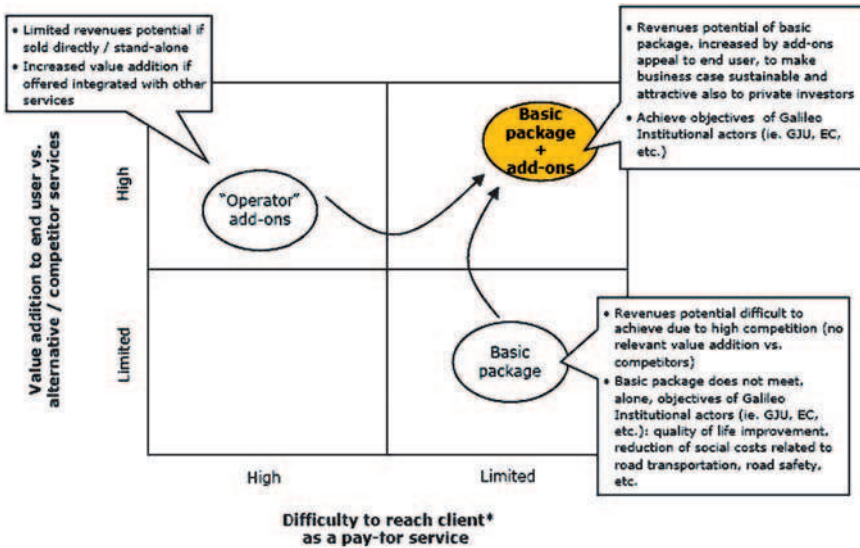 • Limited revenues potential if
sold directly / stand-alone
• Increased value addition if
offered integrated with other
services
• Revenues potential of basic
package, increased by add-ons
appeal to end user, to make
business case sustainable and
attractive also to private investors
• Achieve objectives of Galileo
Institutional actors (ie. GJU, EC,
etc.)
Value addition to end user vs.
alternative / competitor services
High
Limited
"Operator"
add-ons
Basic
package
+
add-ons
Basic
package
• Revenues potential difficult to
achieve due to high competition (no
relevant value addition vs.
competitors)
• Basic package does not meet,
alone, objectives of Galileo
Institutional actors (ie. GJU, EC,
etc.): quality of life improvement,
reduction of social costs related to
road transportation, road safety,
etc.
High
Limited
Difficulty to reach client*
as a pay-for service